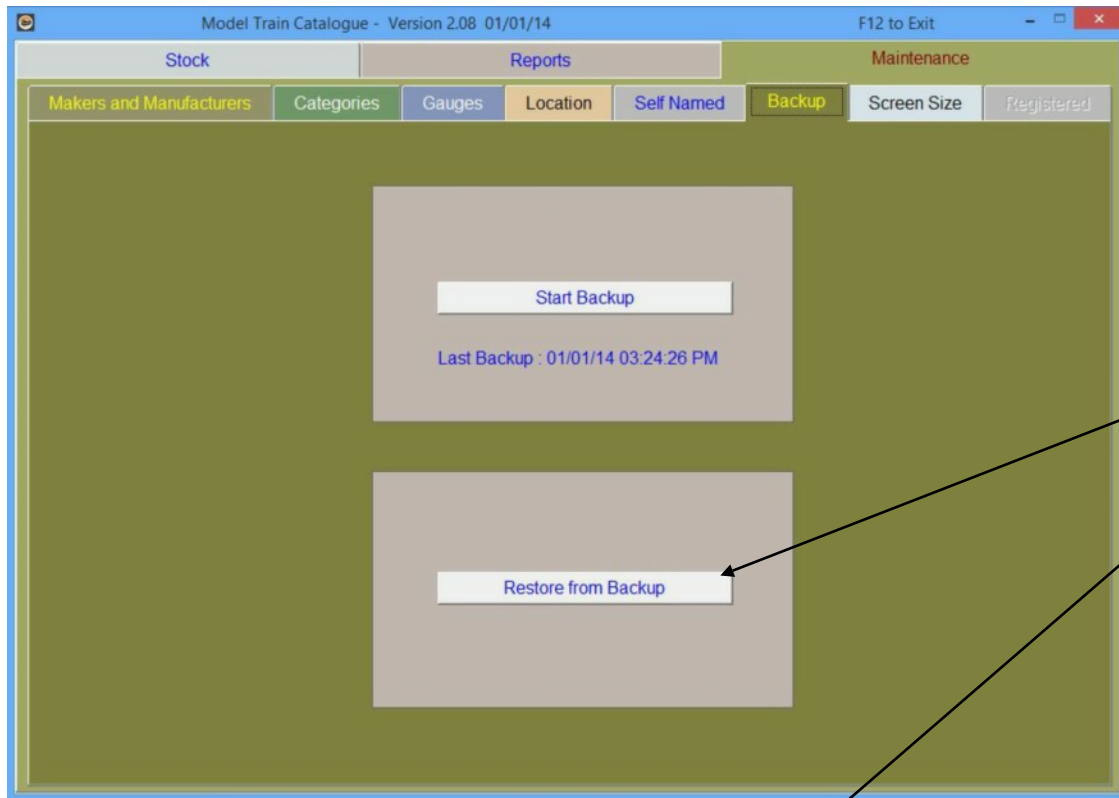 Model Train Catalogue - Version 2.08 01/01/14 F12 to Exit
Stock Reports Maintenance
Makers and Manufacturers Categories Gauges Location Self Named Backup Screen Size Registered
Start Backup
Last Backup : 01/01/14 03:24:26 PM
Restore from Backup